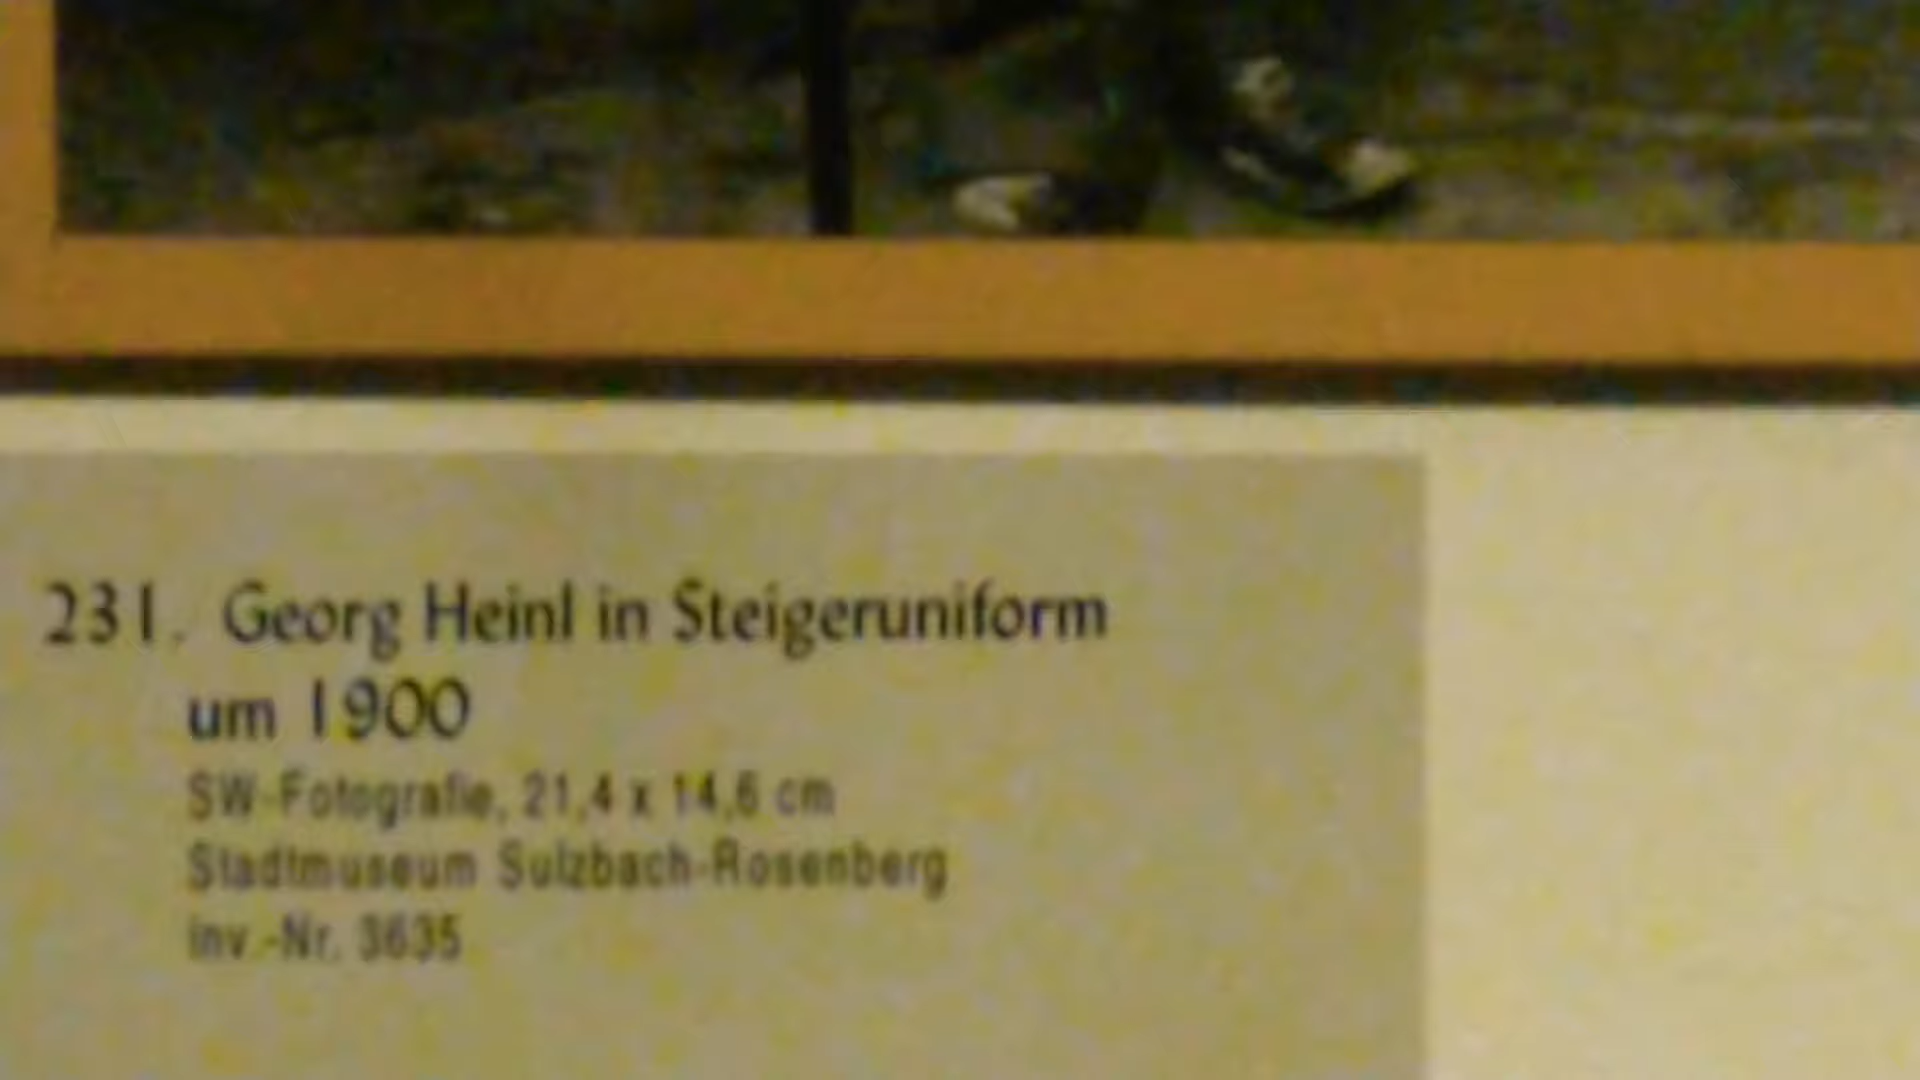 231. Georg Heinl in Steigeruniform
um 1900
SW-Fotografie, 21,4 x 14,6 cm
Stadtmuseum Sulzbach-Rosenberg
Inv.-Nr. 3635